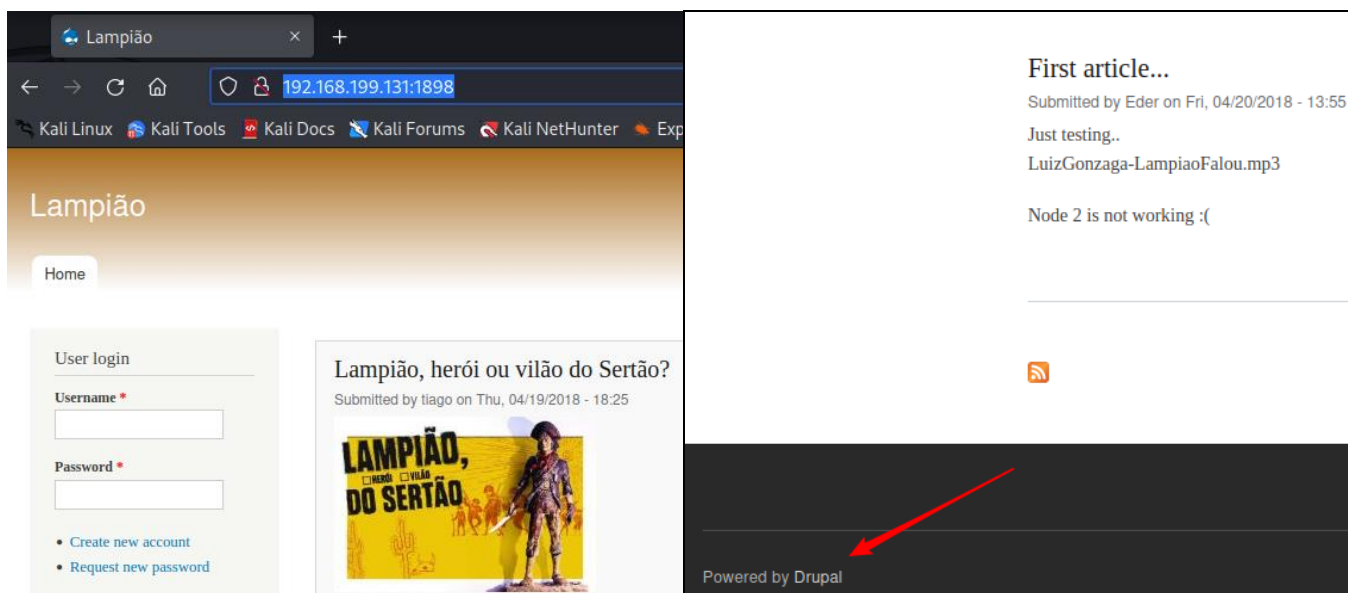 Lampião
192.168.199.131:1898
Kali Linux Kali Tools Kali Docs Kali Forums Kali NetHunter Exp
Lampião
Home
User login
Username *
Password *
Create new account
Request new password
Lampião, herói ou vilão do Sertão?
Submitted by tiago on Thu, 04/19/2018 - 18:25
LAMPIÃO,
HERÓI VILÃO
DO SERTÃO
First article...
Submitted by Eder on Fri, 04/20/2018 - 13:55
Just testing..
LuizGonzaga-LampiaoFalou.mp3
Node 2 is not working :(
Powered by Drupal